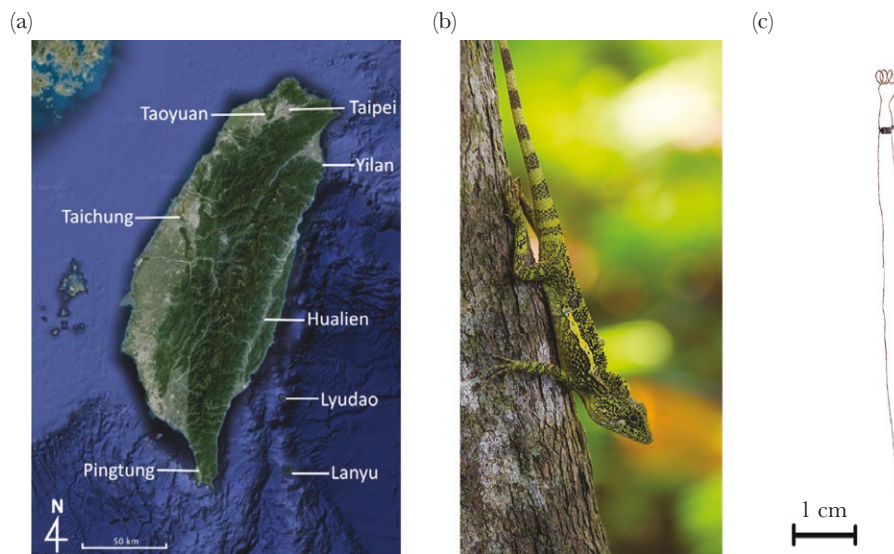 (a)
(b)
(c)
Taoyuan
Taipei
Yilan
Taichung
Hualien
Lyudao
Pingtung
Lanyu
N
50 km
1 cm